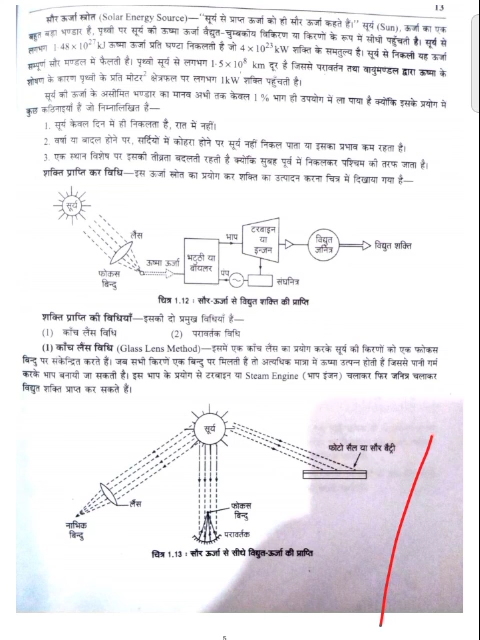 13
सौर ऊर्जा स्रोत (Solar Energy Source)—"सूर्य से प्राप्त ऊर्जा को ही सौर ऊर्जा कहते हैं।" सूर्य (Sun), ऊर्जा का एक
बहुत बड़ा भण्डार है, पृथ्वी पर सूर्य की ऊष्मा ऊर्जा वैद्युत-चुम्बकीय विकिरण या किरणों के रूप में सीधी पहुँचती है। सूर्य से
लगभग 1·48×10²⁷ kJ ऊष्मा ऊर्जा प्रति घण्टा निकलती है जो 4 × 10²³ kW शक्ति के समतुल्य है। सूर्य से निकली यह ऊर्जा
सम्पूर्ण सौर मण्डल में फैलती है। पृथ्वी सूर्य से लगभग 1·5×10⁸ km दूर है जिससे परावर्तन तथा वायुमण्डल द्वारा ऊष्मा के
शोषण के कारण पृथ्वी के प्रति मोटर² क्षेत्रफल पर लगभग 1kW शक्ति पहुँचती है।
सूर्य की ऊर्जा के असीमित भण्डार का मानव अभी तक केवल 1 % भाग ही उपयोग में ला पाया है क्योंकि इसके प्रयोग में
कुछ कठिनाइयाँ है जो निम्नलिखित है—
1. सूर्य केवल दिन में ही निकलता है, रात में नहीं।
2. वर्षा या बादल होने पर, सर्दियों में कोहरा होने पर सूर्य नहीं निकल पाता या इसका प्रभाव कम रहता है।
3. एक स्थान विशेष पर इसकी तीव्रता बदलती रहती है क्योंकि सुबह पूर्व में निकलकर पश्चिम की तरफ जाता है।
शक्ति प्राप्ति कर विधि—इस ऊर्जा स्रोत का प्रयोग कर शक्ति का उत्पादन करना चित्र में दिखाया गया है—
सूर्य
लैंस
फोकस
बिन्दु
ऊष्मा ऊर्जा
भट्ठी या
बॉयलर
भाप
पंप
टरबाइन
या
इन्जन
संघनित्र
विद्युत
जनित्र
विद्युत शक्ति
चित्र 1.12 : सौर-ऊर्जा से विद्युत शक्ति की प्राप्ति
शक्ति प्राप्ति की विधियाँ—इसकी दो प्रमुख विधियाँ है—
(1) काँच लैंस विधि (2) परावर्तक विधि
(1) काँच लैंस विधि (Glass Lens Method)—इसमें एक काँच लैंस का प्रयोग करके सूर्य की किरणों को एक फोकस
बिन्दु पर संकेन्द्रित करते हैं। जब सभी किरणें एक बिन्दु पर मिलती है तो अत्यधिक मात्रा में ऊष्मा उत्पन्न होती है जिससे पानी गर्म
करके भाप बनायी जा सकती है। इस भाप के प्रयोग से टरबाइन या Steam Engine (भाप इंजन) चलाकर फिर जनित्र चलाकर
विद्युत शक्ति प्राप्त कर सकते हैं।
सूर्य
फोटो सैल या सौर बैट्री
लैंस
नाभिक
बिन्दु
फोकस
बिन्दु
परावर्तक
चित्र 1.13 : सौर ऊर्जा से सीधे विद्युत-ऊर्जा की प्राप्ति